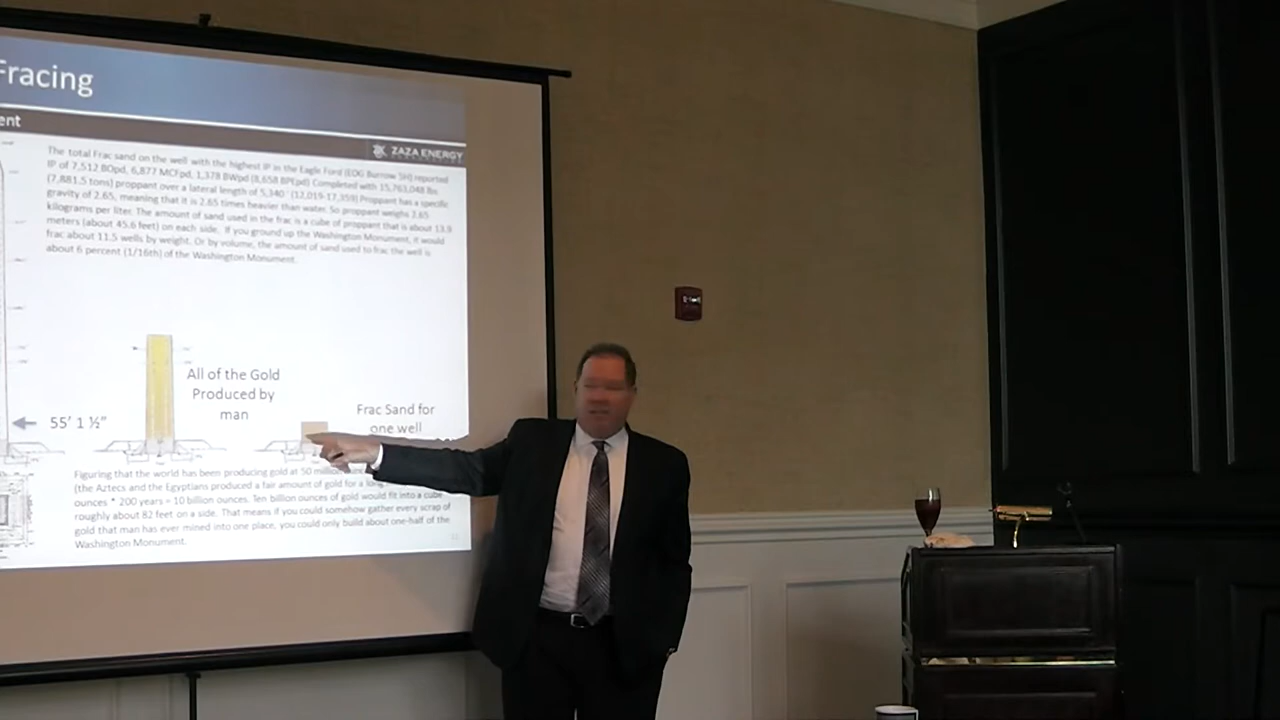 Fracing
ent
ZAZA ENERGY
The total Frac sand on the well with the highest IP in the Eagle Ford (EOG Burrow 5H) reported
IP of 7,512 BOpd, 6,877 MCFpd, 1,378 BWpd (8,658 BPEpd) Completed with 15,763,048 lbs
(7,881.5 tons) proppant over a lateral length of 5,340' (12,019-17,359) Proppant has a specific
gravity of 2.65, meaning that it is 2.65 times heavier than water. So proppant weighs 2.65
kilograms per liter. The amount of sand used in the frac is a cube of proppant that is about 13.9
meters (about 45.6 feet) on each side. If you ground up the Washington Monument, it would
frac about 11.5 wells by weight. Or by volume, the amount of sand used to frac the well is
about 6 percent (1/16th) of the Washington Monument.
All of the Gold
Produced by
man
55' 1 ½"
Frac Sand for
one well
Figuring that the world has been producing gold at 50 million
(the Aztecs and the Egyptians produced a fair amount of gold for a long
ounces * 200 years = 10 billion ounces. Ten billion ounces of gold would fit into a cube
roughly about 82 feet on a side. That means if you could somehow gather every scrap of
gold that man has ever mined into one place, you could only build about one-half of the
Washington Monument.